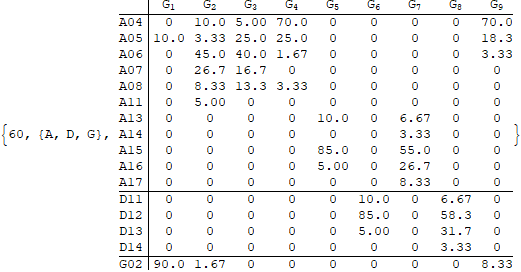 G₁ G₂ G₃ G₄ G₅ G₆ G₇ G₈ G₉
A04 0 10.0 5.00 70.0 0 0 0 0 70.0
A05 10.0 3.33 25.0 25.0 0 0 0 0 18.3
A06 0 45.0 40.0 1.67 0 0 0 0 3.33
A07 0 26.7 16.7 0 0 0 0 0 0
A08 0 8.33 13.3 3.33 0 0 0 0 0
A11 0 5.00 0 0 0 0 0 0 0
A13 0 0 0 0 10.0 0 6.67 0 0
{60, {A, D, G}, A14 0 0 0 0 0 0 3.33 0 0 }
A15 0 0 0 0 85.0 0 55.0 0 0
A16 0 0 0 0 5.00 0 26.7 0 0
A17 0 0 0 0 0 0 8.33 0 0
D11 0 0 0 0 0 10.0 0 6.67 0
D12 0 0 0 0 0 85.0 0 58.3 0
D13 0 0 0 0 0 5.00 0 31.7 0
D14 0 0 0 0 0 0 0 3.33 0
G02 90.0 1.67 0 0 0 0 0 0 8.33